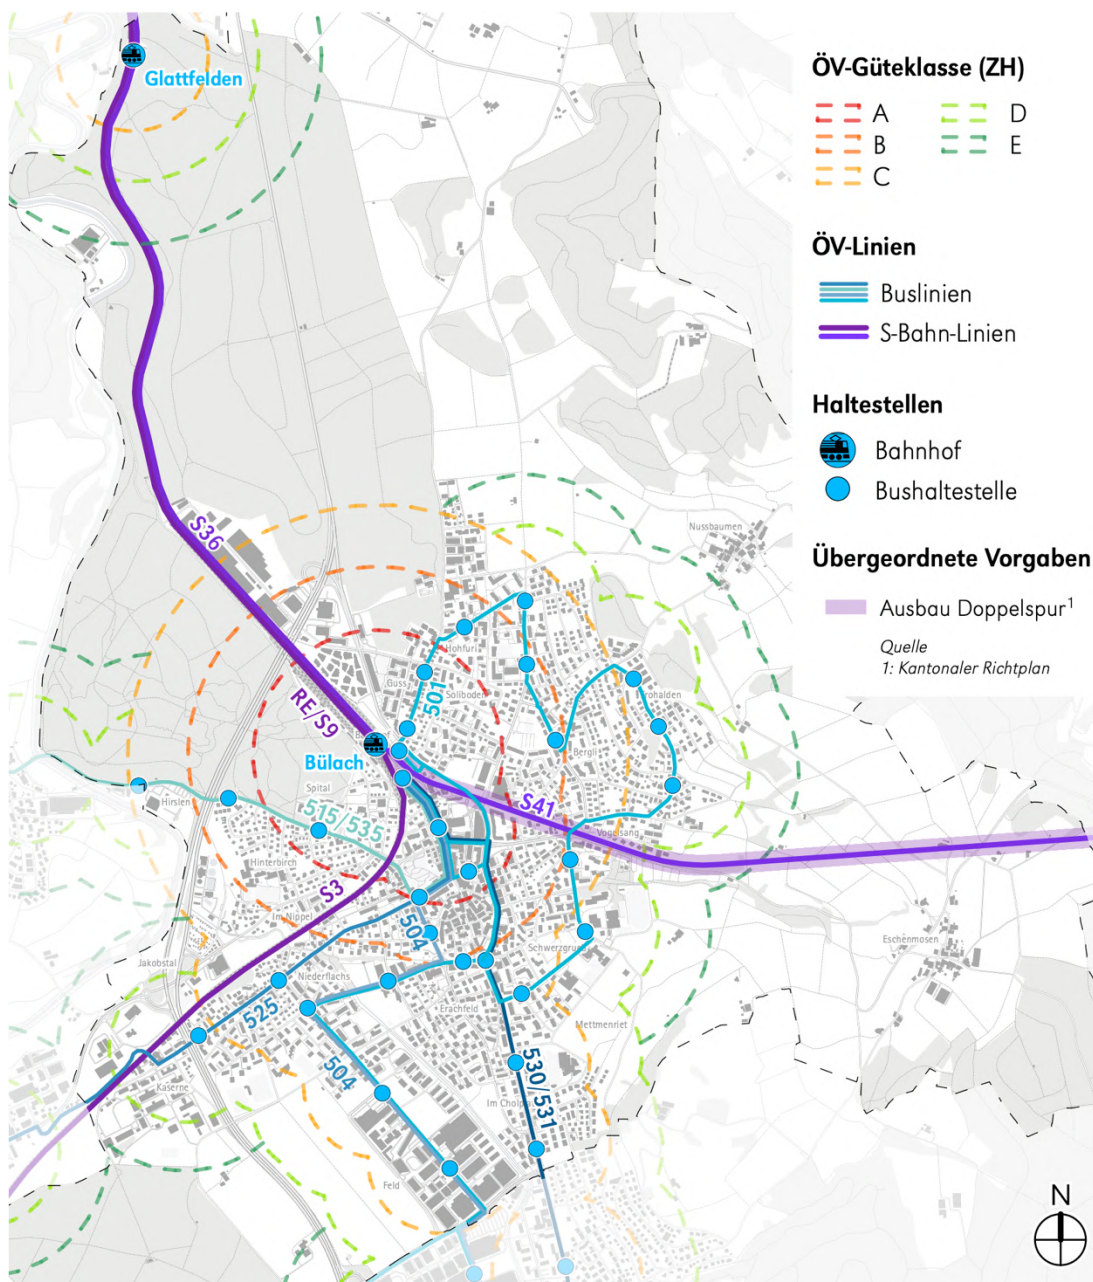 Glattfelden
S36
RE/S9
Bülach
501
S41
515/535
S3
504
525
504
530/531
Nussbaumen
Hohfuri
Soliboden
Bergli
Vogelsang
Spital
Hirslen
Hinterbirch
Im Nippel
Jakobstal
Niederflachs
Schwerzgrueb
Erachfeld
Mettmenriet
Kaserne
Feld
Eschenmosen
ÖV-Güteklasse (ZH)
A
B
C
D
E
ÖV-Linien
Buslinien
S-Bahn-Linien
Haltestellen
Bahnhof
Bushaltestelle
Übergeordnete Vorgaben
Ausbau Doppelspur¹
Quelle
1: Kantonaler Richtplan
N